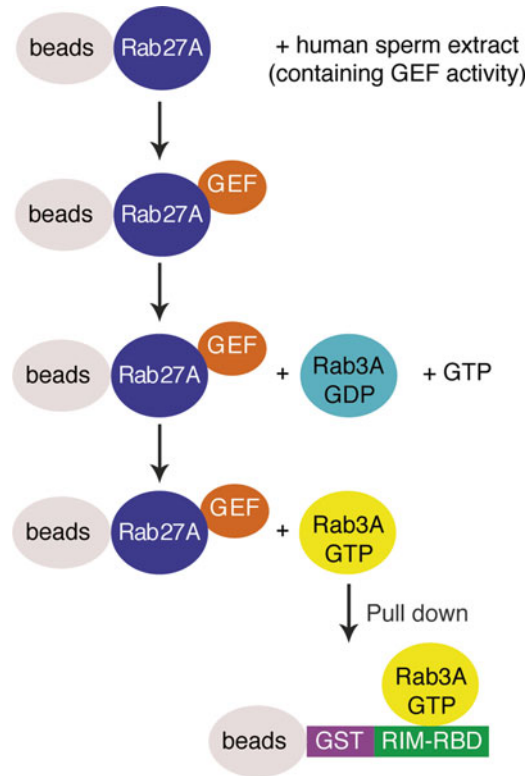 beads Rab27A + human sperm extract
(containing GEF activity)
beads Rab27A GEF
beads Rab27A GEF + Rab3A + GTP
GDP
beads Rab27A GEF + Rab3A
GTP
Pull down
Rab3A
GTP
beads GST RIM-RBD